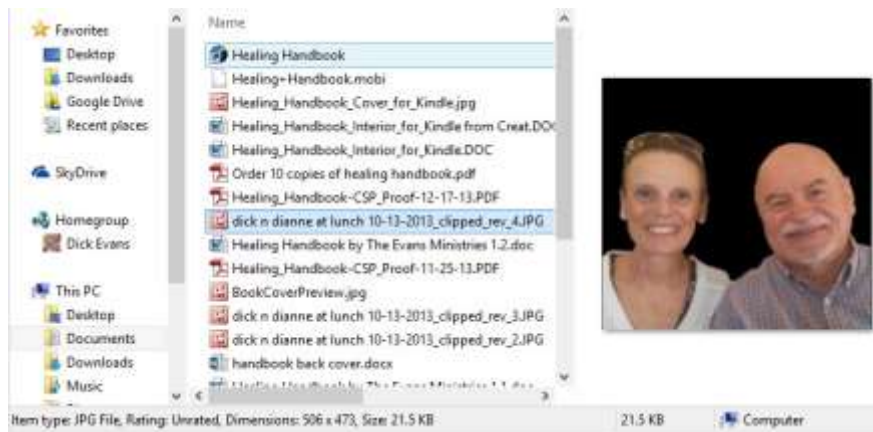 Favorites
Desktop
Downloads
Google Drive
Recent places
SkyDrive
Homegroup
Dick Evans
This PC
Desktop
Documents
Downloads
Music
Name
Healing Handbook
Healing+Handbook.mobi
Healing_Handbook_Cover_for_Kindle.jpg
Healing_Handbook_Interior_for_Kindle from Creat.DO
Healing_Handbook_Interior_for_Kindle.DOC
Order 10 copies of healing handbook.pdf
Healing_Handbook-CSP_Proof-12-17-13.PDF
dick n dianne at lunch 10-13-2013_clipped_rev_4.JPG
Healing Handbook by The Evans Ministries 1.2.doc
Healing_Handbook-CSP_Proof-11-25-13.PDF
BookCoverPreview.jpg
dick n dianne at lunch 10-13-2013_clipped_rev_3.JPG
dick n dianne at lunch 10-13-2013_clipped_rev_2.JPG
handbook back cover.docx
Item type: JPG File, Rating: Unrated, Dimensions: 506 x 473, Size: 21.5 KB
21.5 KB
Computer